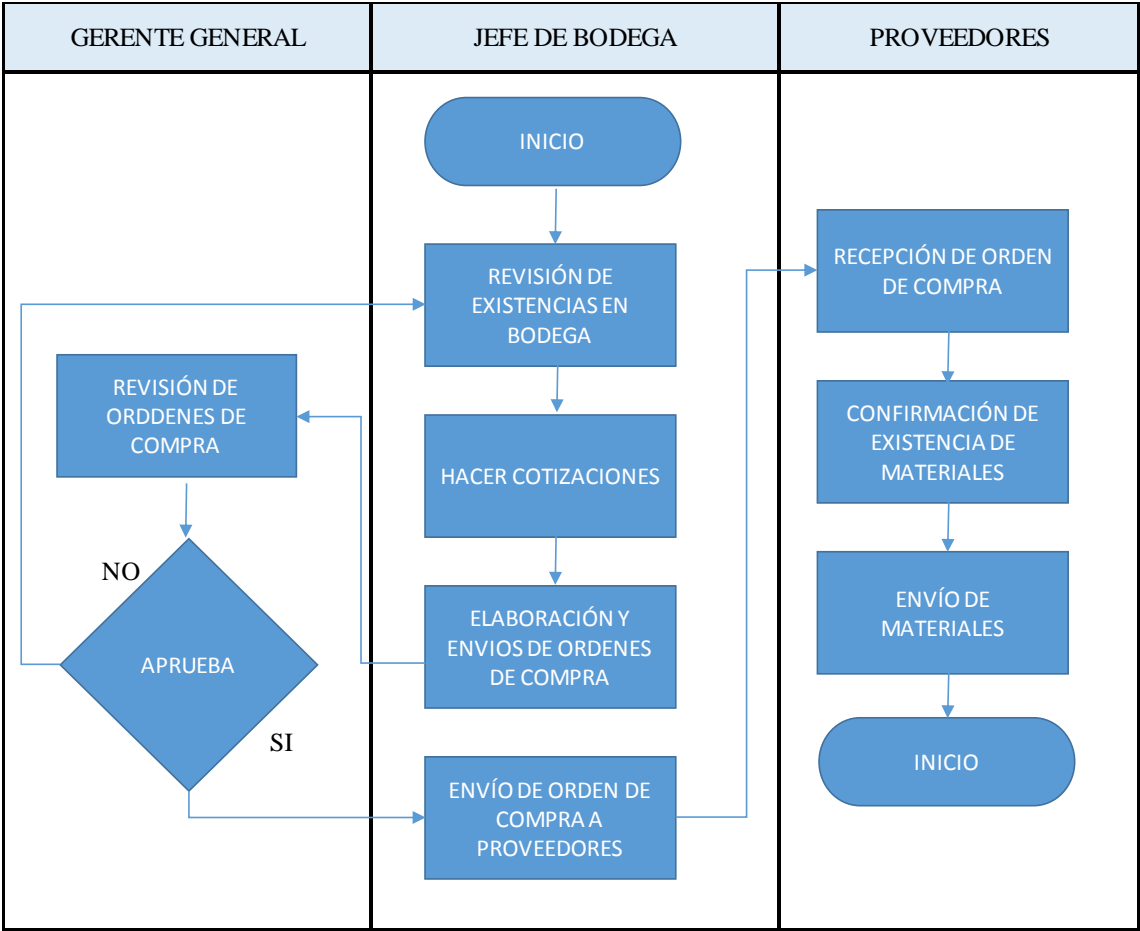 GERENTE GENERAL
JEFE DE BODEGA
PROVEEDORES
INICIO
REVISIÓN DE
EXISTENCIAS EN
BODEGA
HACER COTIZACIONES
ELABORACIÓN Y
ENVIOS DE ORDENES
DE COMPRA
REVISIÓN DE
ORDDENES DE
COMPRA
NO
APRUEBA
SI
ENVÍO DE ORDEN DE
COMPRA A
PROVEEDORES
RECEPCIÓN DE ORDEN
DE COMPRA
CONFIRMACIÓN DE
EXISTENCIA DE
MATERIALES
ENVÍO DE
MATERIALES
INICIO